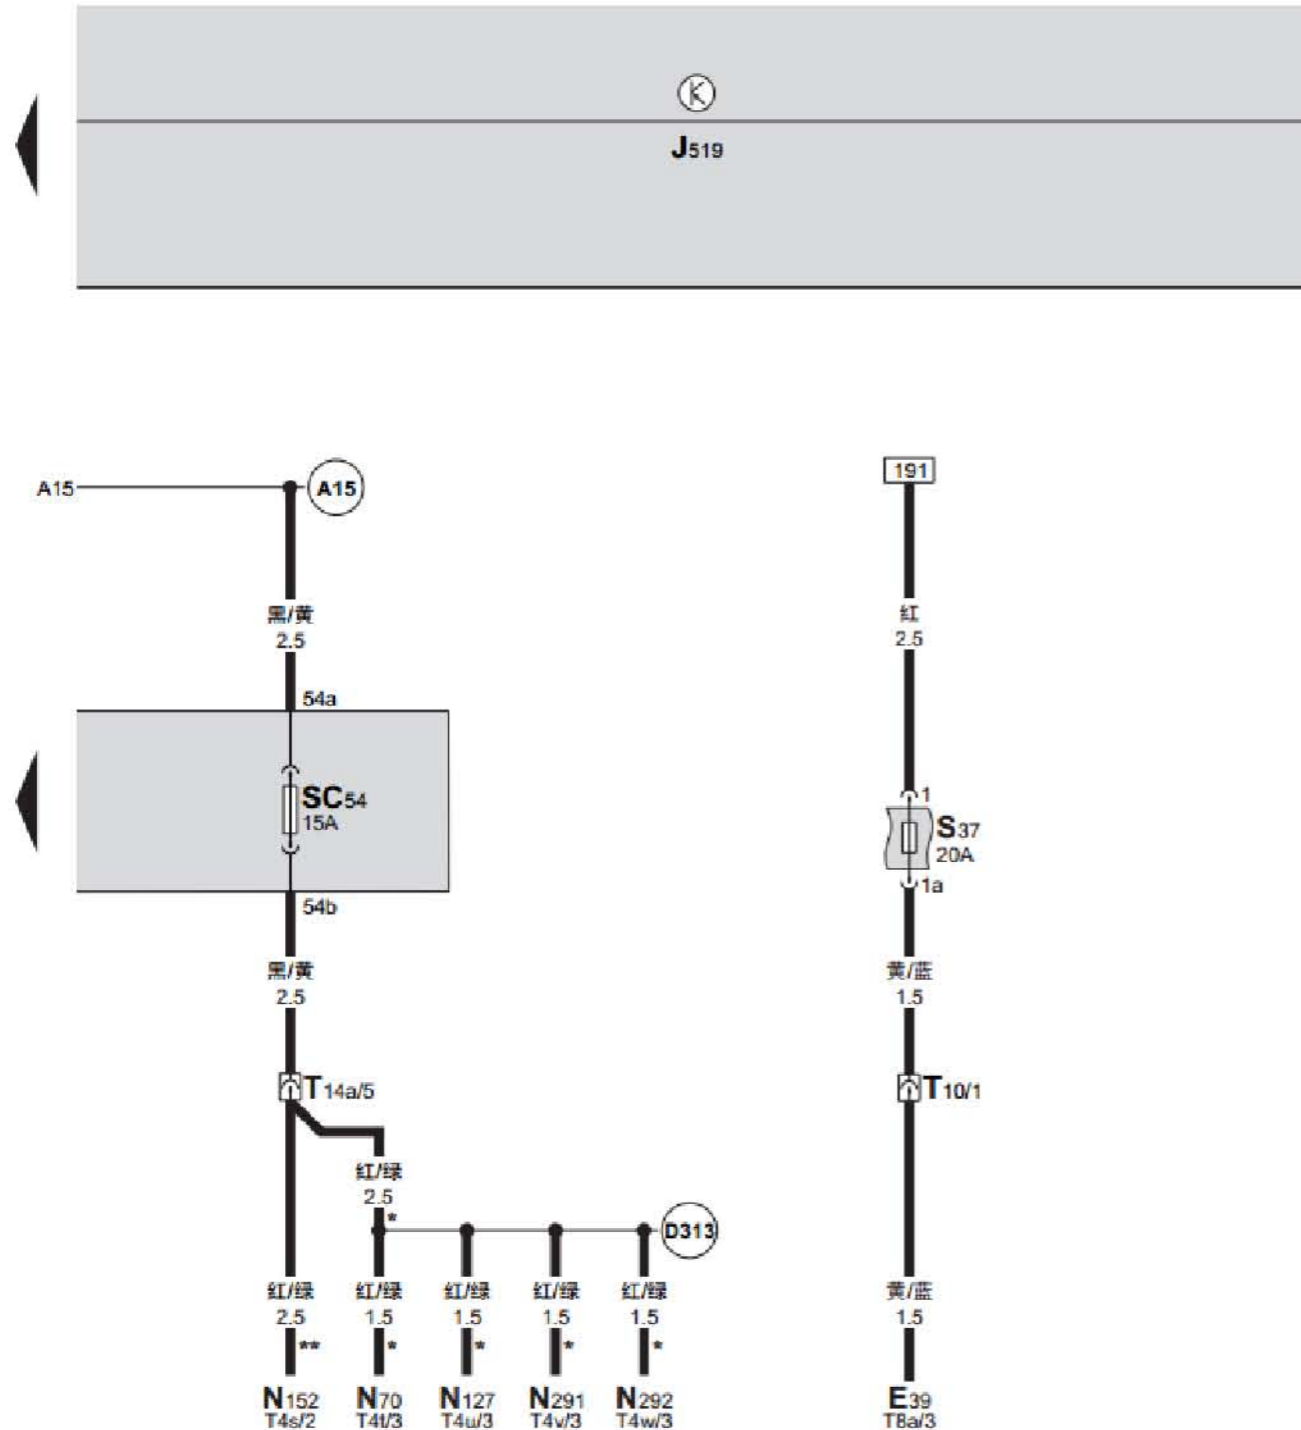 J519
A15 A15 191
黑/黄 红
2.5 2.5
54a
1
SC54 S37
15A 20A
1a
54b
黑/黄 黄/蓝
2.5 1.5
T14a/5 T10/1
红/绿
2.5
*
D313
红/绿 红/绿 红/绿 红/绿 红/绿 黄/蓝
2.5 1.5 1.5 1.5 1.5 1.5
** * * * *
N152 N70 N127 N291 N292 E39
T4s/2 T4t/3 T4u/3 T4v/3 T4w/3 T8a/3